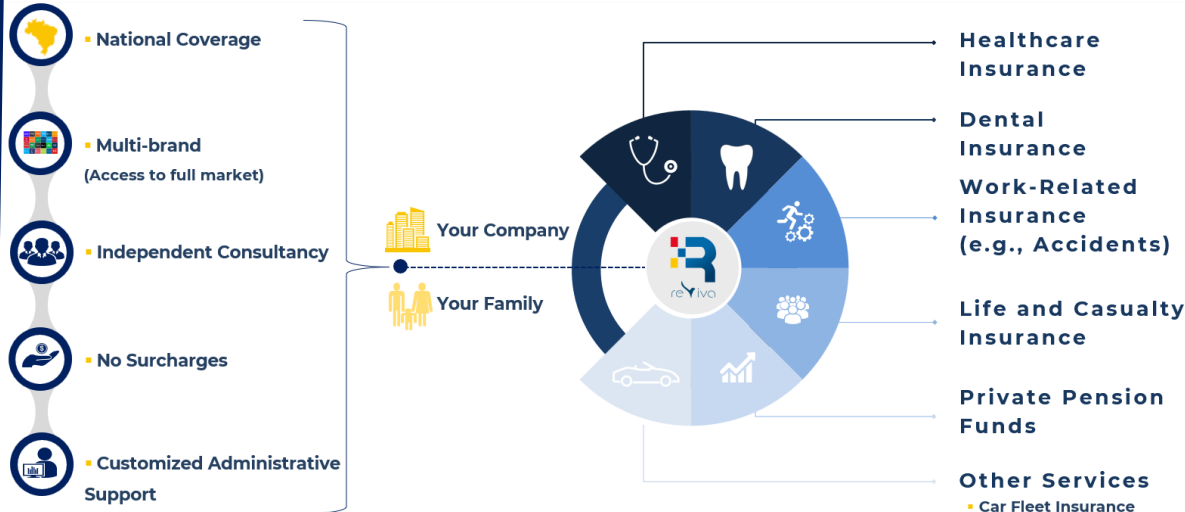 National Coverage
Multi-brand
(Access to full market)
Independent Consultancy
No Surcharges
Customized Administrative
Support
Your Company
Your Family
R
reviva
Healthcare
Insurance
Dental
Insurance
Work-Related
Insurance
(e.g., Accidents)
Life and Casualty
Insurance
Private Pension
Funds
Other Services
Car Fleet Insurance